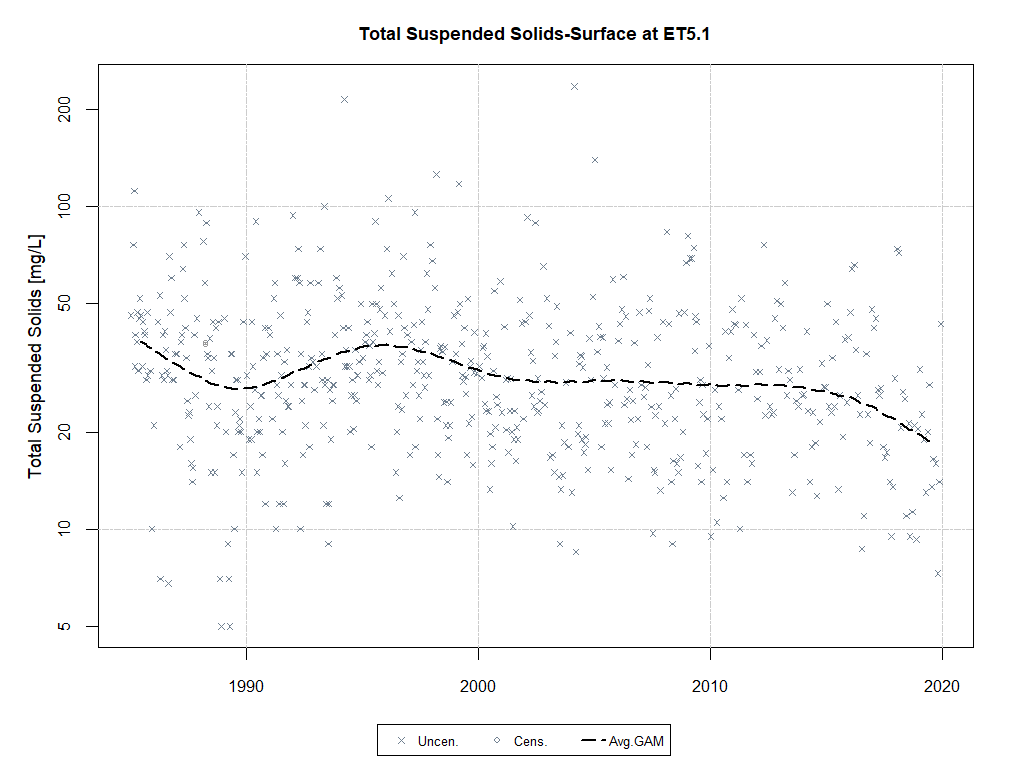 Total Suspended Solids-Surface at ET5.1
Total Suspended Solids [mg/L]
200
100
50
20
10
5
1990 2000 2010 2020
Uncen. Cens. Avg.GAM